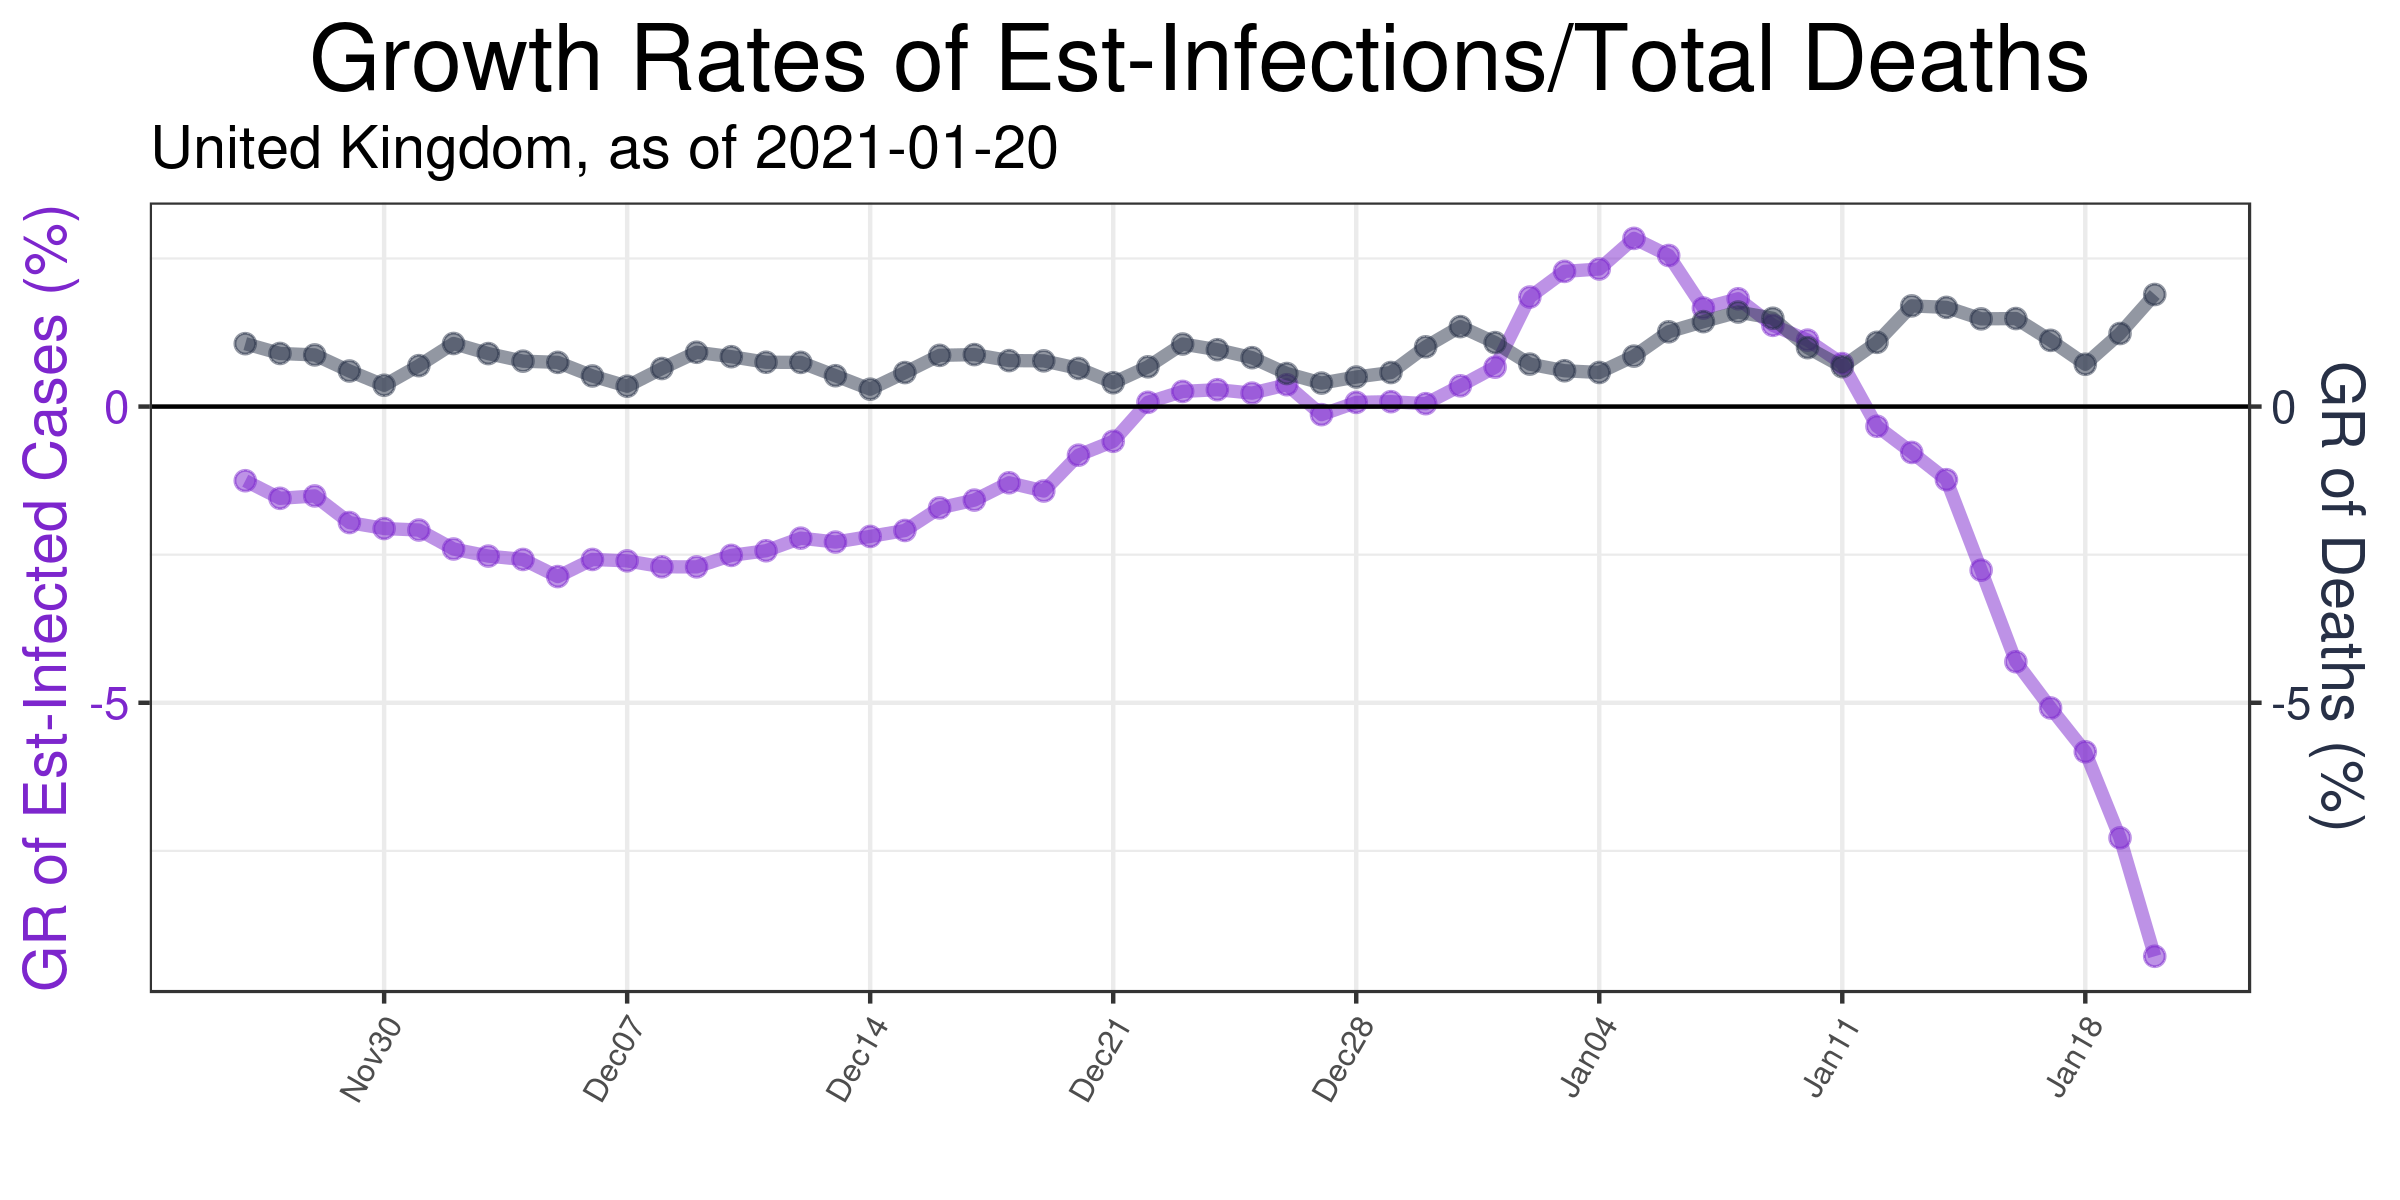 Growth Rates of Est-Infections/Total Deaths
United Kingdom, as of 2021-01-20
GR of Est-Infected Cases (%)
0
-5
0
-5
GR of Deaths (%)
Nov30
Dec07
Dec14
Dec21
Dec28
Jan04
Jan11
Jan18